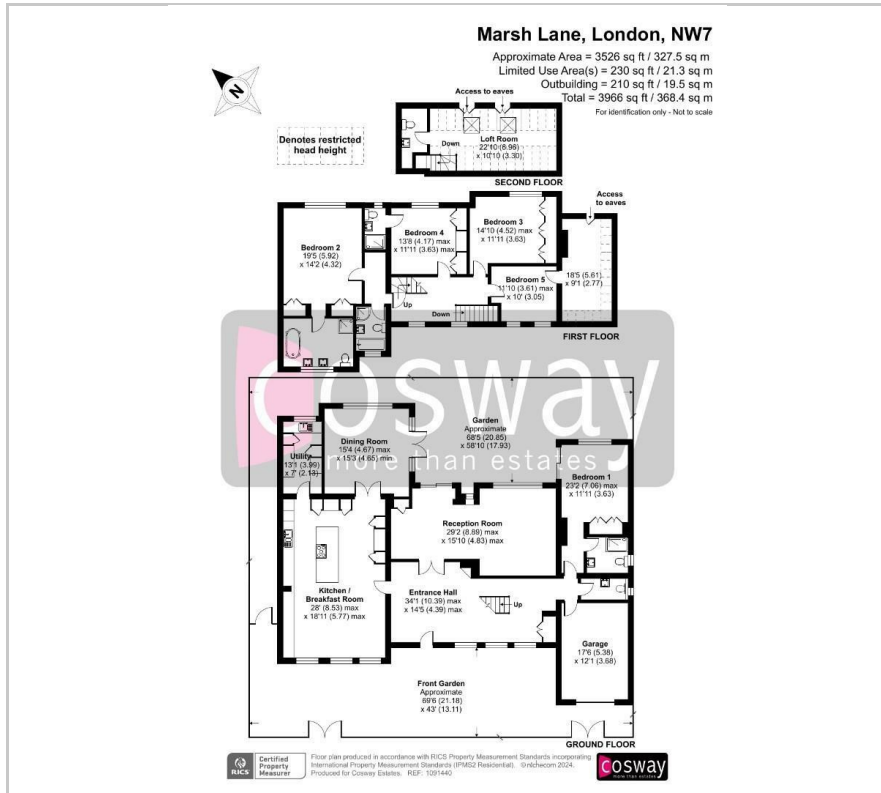 Marsh Lane, London, NW7
Approximate Area = 3526 sq ft / 327.5 sq m
Limited Use Area(s) = 230 sq ft / 21.3 sq m
Outbuilding = 210 sq ft / 19.5 sq m
Total = 3966 sq ft / 368.4 sq m
For identification only - Not to scale
N
Denotes restricted
head height
Access to eaves
Down
Loft Room
22'10 (6.96)
x 10'10 (3.30)
SECOND FLOOR
Access
to eaves
Bedroom 2
19'5 (5.92)
x 14'2 (4.32)
Bedroom 4
13'8 (4.17) max
x 11'11 (3.63) max
Bedroom 3
14'10 (4.52) max
x 11'11 (3.63)
Bedroom 5
11'10 (3.61) max
x 10' (3.05)
18'5 (5.61)
x 9'1 (2.77)
Up
Down
FIRST FLOOR
cosway
more than estates
Garden
Approximate
68'5 (20.85)
x 58'10 (17.93)
Dining Room
15'4 (4.67) max
x 15'3 (4.65) min
Utility
13'1 (3.99)
x 7' (2.13)
Bedroom 1
23'2 (7.06) max
x 11'11 (3.63)
Reception Room
29'2 (8.89) max
x 15'10 (4.83) max
Kitchen /
Breakfast Room
28' (8.53) max
x 18'11 (5.77) max
Entrance Hall
34'1 (10.39) max
x 14'5 (4.39) max
Up
Garage
17'6 (5.38)
x 12'1 (3.68)
Front Garden
Approximate
69'6 (21.18)
x 43' (13.11)
GROUND FLOOR
RICS
Certified
Property
Measurer
Floor plan produced in accordance with RICS Property Measurement Standards incorporating
International Property Measurement Standards (IPMS2 Residential). ©nichecom 2024.
Produced for Cosway Estates. REF: 1091440
cosway
more than estates